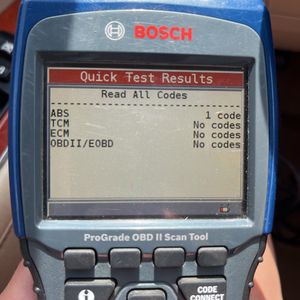 BOSCH
Quick Test Results
Read All Codes
ABS 1 code
TCM No codes
ECM No codes
OBDII/EOBD No codes
ProGrade OBD II Scan Tool
CODE
CONNECT